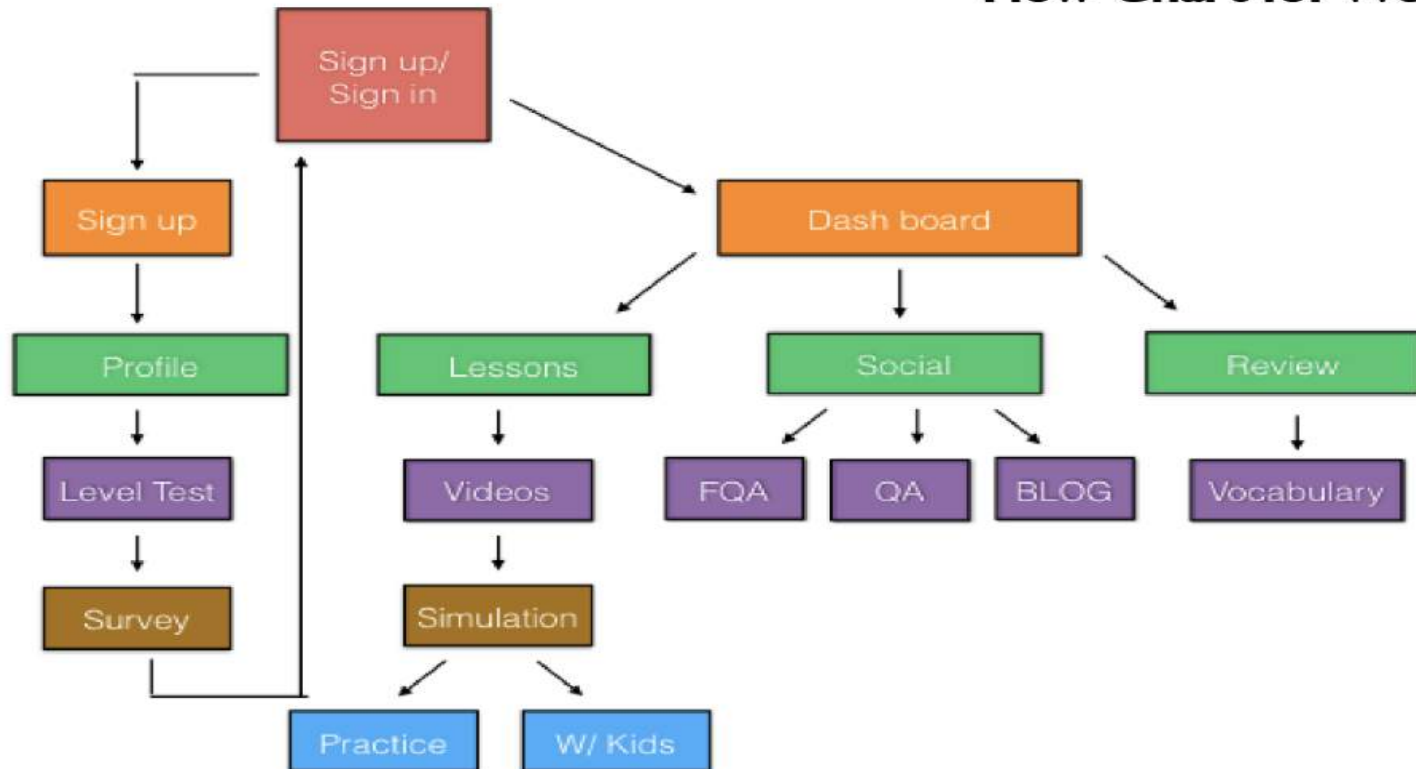 Sign up/
Sign in
Sign up
Dash board
Profile
Lessons
Social
Review
Level Test
Videos
FQA
QA
BLOG
Vocabulary
Survey
Simulation
Practice
W/ Kids